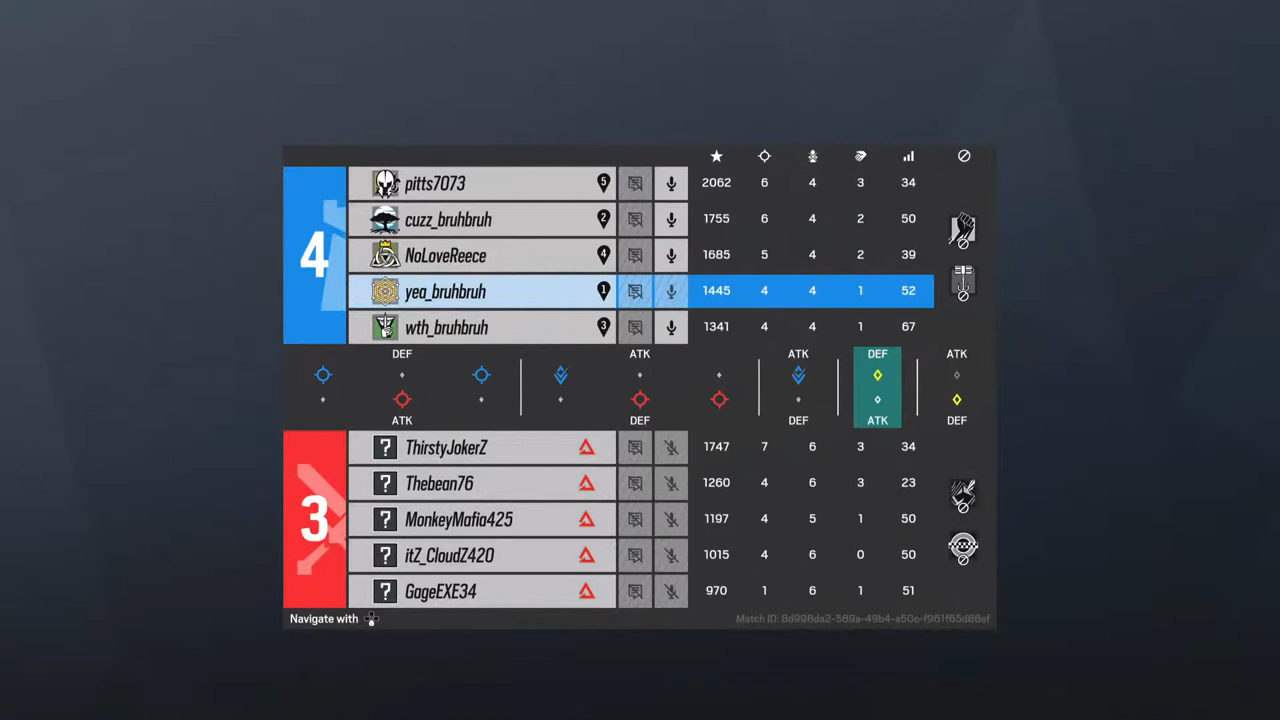 4
pitts7073 5 2062 6 4 3 34
cuzz_bruhbruh 2 1755 6 4 2 50
NoLoveReece 4 1685 5 4 2 39
yea_bruhbruh 1 1445 4 4 1 52
wth_bruhbruh 3 1341 4 4 1 67
DEF ATK ATK DEF ATK
ATK DEF DEF ATK DEF
3
? ThirstyJokerZ 1747 7 6 3 34
? Thebean76 1260 4 6 3 23
? MonkeyMafia425 1197 4 5 1 50
? itZ_CloudZ420 1015 4 6 0 50
? GageEXE34 970 1 6 1 51
Navigate with
Match ID: